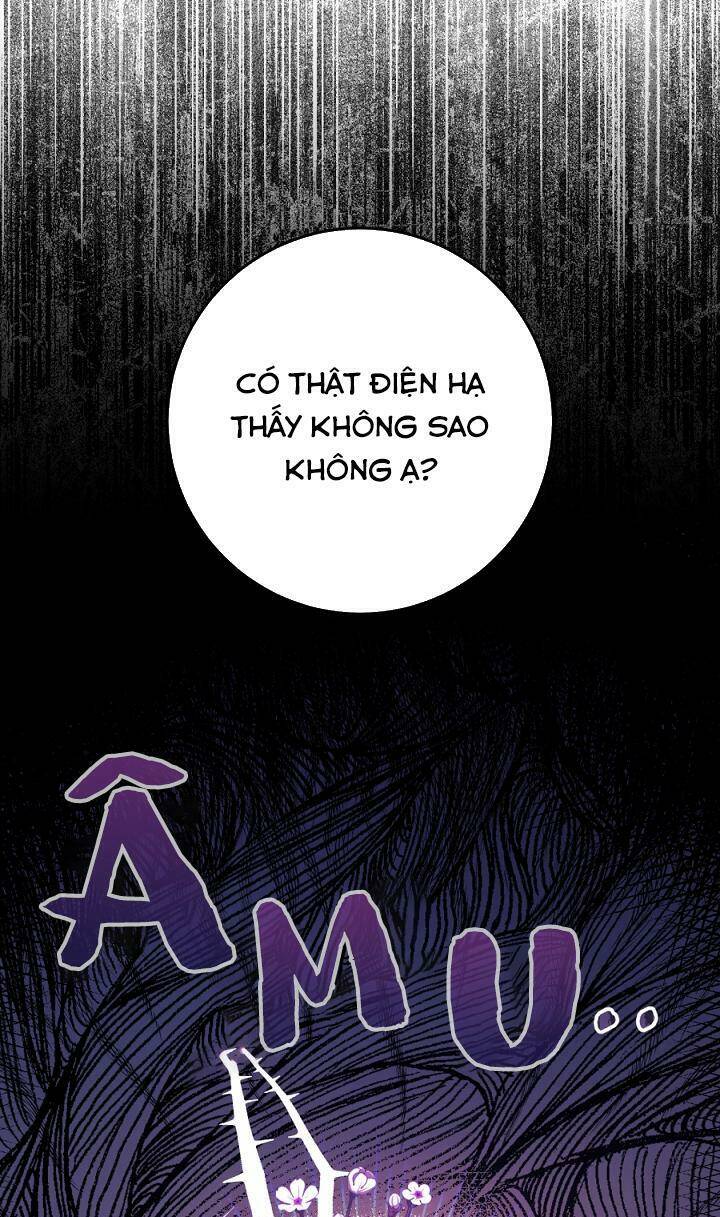 CÓ THẬT ĐIỆN HẠ
THẤY KHÔNG SAO
KHÔNG Ạ?
ÂMU..